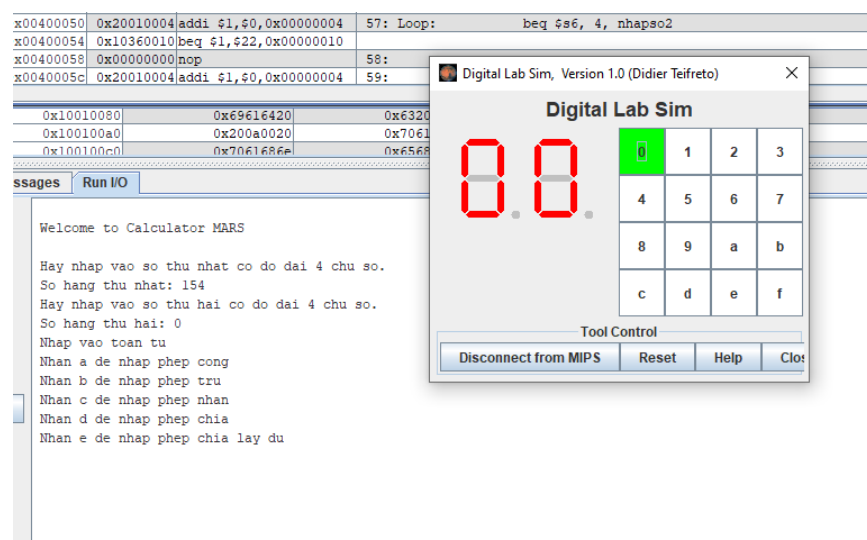 x00400050 0x20010004 addi $1,$0,0x00000004 57: Loop: beq $s6, 4, nhapso2
x00400054 0x10360010 beq $1,$22,0x00000010
x00400058 0x00000000 nop 58:
x0040005c 0x20010004 addi $1,$0,0x00000004 59:
0x10010080 0x69616420 0x6320
0x100100a0 0x200a0020 0x7061
0x100100c0 0x7061686e 0x6568
ssages Run I/O
Welcome to Calculator MARS
Hay nhap vao so thu nhat co do dai 4 chu so.
So hang thu nhat: 154
Hay nhap vao so thu hai co do dai 4 chu so.
So hang thu hai: 0
Nhap vao toan tu
Nhan a de nhap phep cong
Nhan b de nhap phep tru
Nhan c de nhap phep nhan
Nhan d de nhap phep chia
Nhan e de nhap phep chia lay du
Digital Lab Sim, Version 1.0 (Didier Teifreto)
Digital Lab Sim
00
0 1 2 3
4 5 6 7
8 9 a b
c d e f
Tool Control
Disconnect from MIPS Reset Help Clos